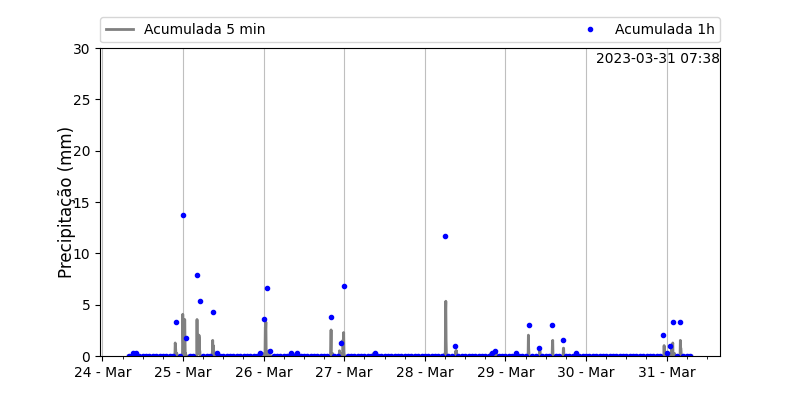 Acumulada 5 min
Acumulada 1h
2023-03-31 07:38
Precipitação (mm)
30
25
20
15
10
5
0
24 - Mar
25 - Mar
26 - Mar
27 - Mar
28 - Mar
29 - Mar
30 - Mar
31 - Mar